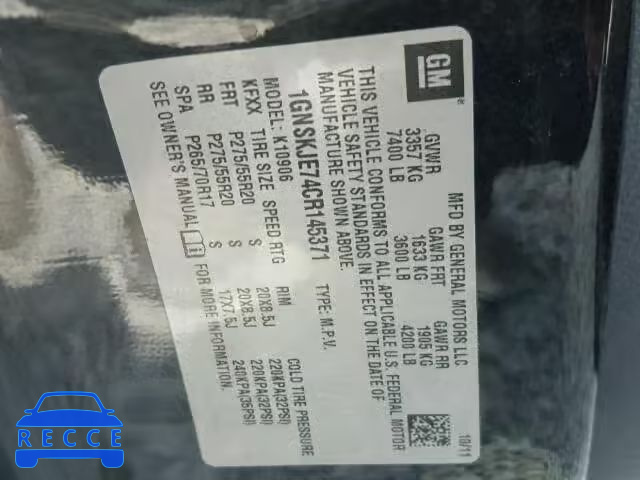 GM ®
MFD BY GENERAL MOTORS LLC 10/11
GVWR GAWR FRT GAWR RR
3357 KG 1633 KG 1905 KG
7400 LB 3600 LB 4200 LB
THIS VEHICLE CONFORMS TO ALL APPLICABLE U.S. FEDERAL MOTOR
VEHICLE SAFETY STANDARDS IN EFFECT ON THE DATE OF
MANUFACTURE SHOWN ABOVE.
1GNSKJE74CR145371 TYPE: M.P.V.
MODEL: K10906
KFXX TIRE SIZE SPEED RTG RIM COLD TIRE PRESSURE
FRT P275/55R20 S 20X8.5J 220KPA(32PSI)
RR P275/55R20 S 20X8.5J 220KPA(32PSI)
SPA P265/70R17 S 17X7.5J 240KPA(35PSI)
SEE OWNER'S MANUAL FOR MORE INFORMATION.
RECCE